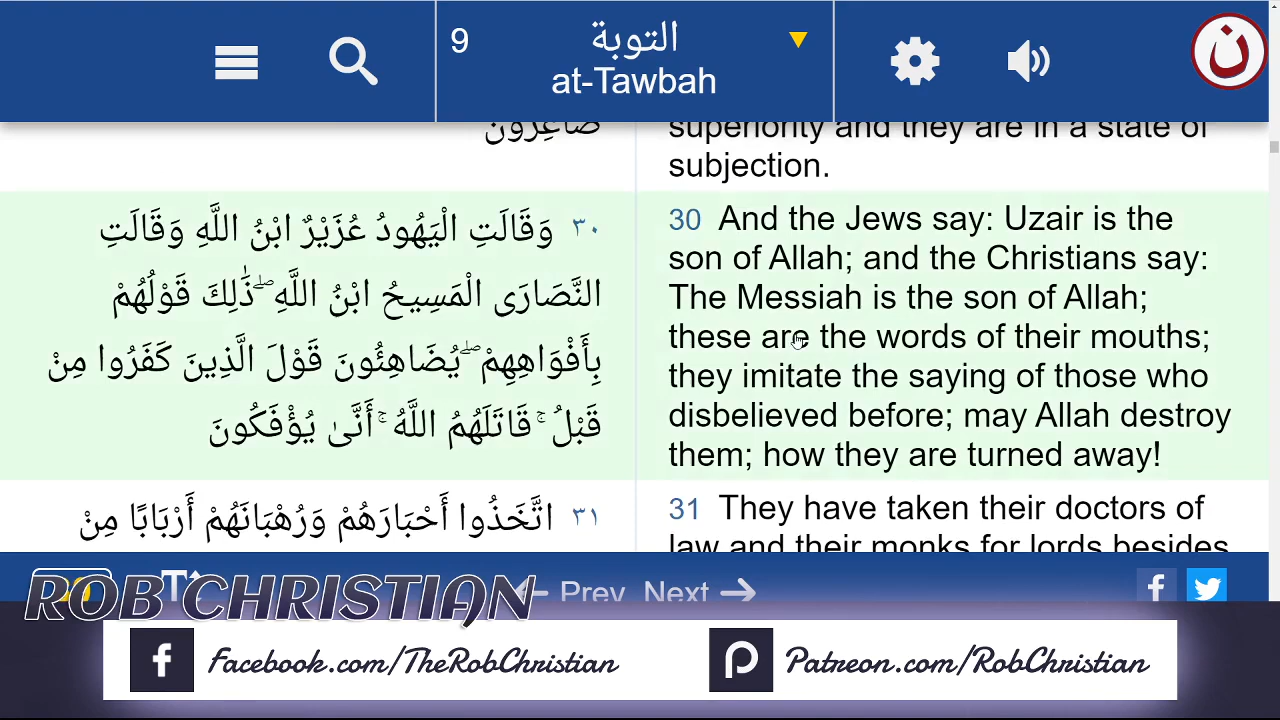 9
التوبة
at-Tawbah
ن
صَاغِرُونَ
superiority and they are in a state of
subjection.
٣٠ وَقَالَتِ الْيَهُودُ عُزَيْرٌ ابْنُ اللَّهِ وَقَالَتِ
النَّصَارَى الْمَسِيحُ ابْنُ اللَّهِ ۖ ذَٰلِكَ قَوْلُهُمْ
بِأَفْوَاهِهِمْ ۖ يُضَاهِئُونَ قَوْلَ الَّذِينَ كَفَرُوا مِنْ
قَبْلُ ۚ قَاتَلَهُمُ اللَّهُ ۚ أَنَّىٰ يُؤْفَكُونَ
30 And the Jews say: Uzair is the
son of Allah; and the Christians say:
The Messiah is the son of Allah;
these are the words of their mouths;
they imitate the saying of those who
disbelieved before; may Allah destroy
them; how they are turned away!
٣١ اتَّخَذُوا أَحْبَارَهُمْ وَرُهْبَانَهُمْ أَرْبَابًا مِنْ
31 They have taken their doctors of
law and their monks for lords besides
T
← Prev Next →
f
ROB CHRISTIAN
f Facebook.com/TheRobChristian
Patreon.com/RobChristian